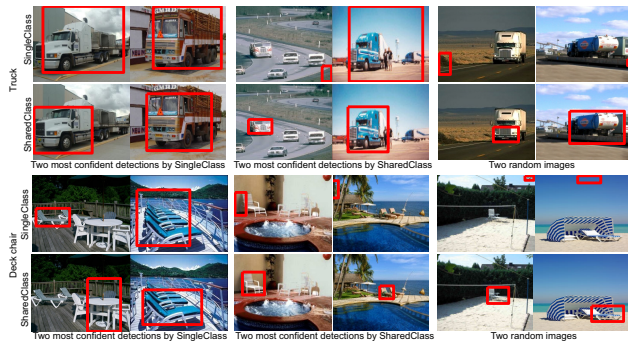 Truck
SingleClass
SharedClass
Two most confident detections by SingleClass
Two most confident detections by SharedClass
Two random images
Deck chair
SingleClass
SharedClass
Two most confident detections by SingleClass
Two most confident detections by SharedClass
Two random images